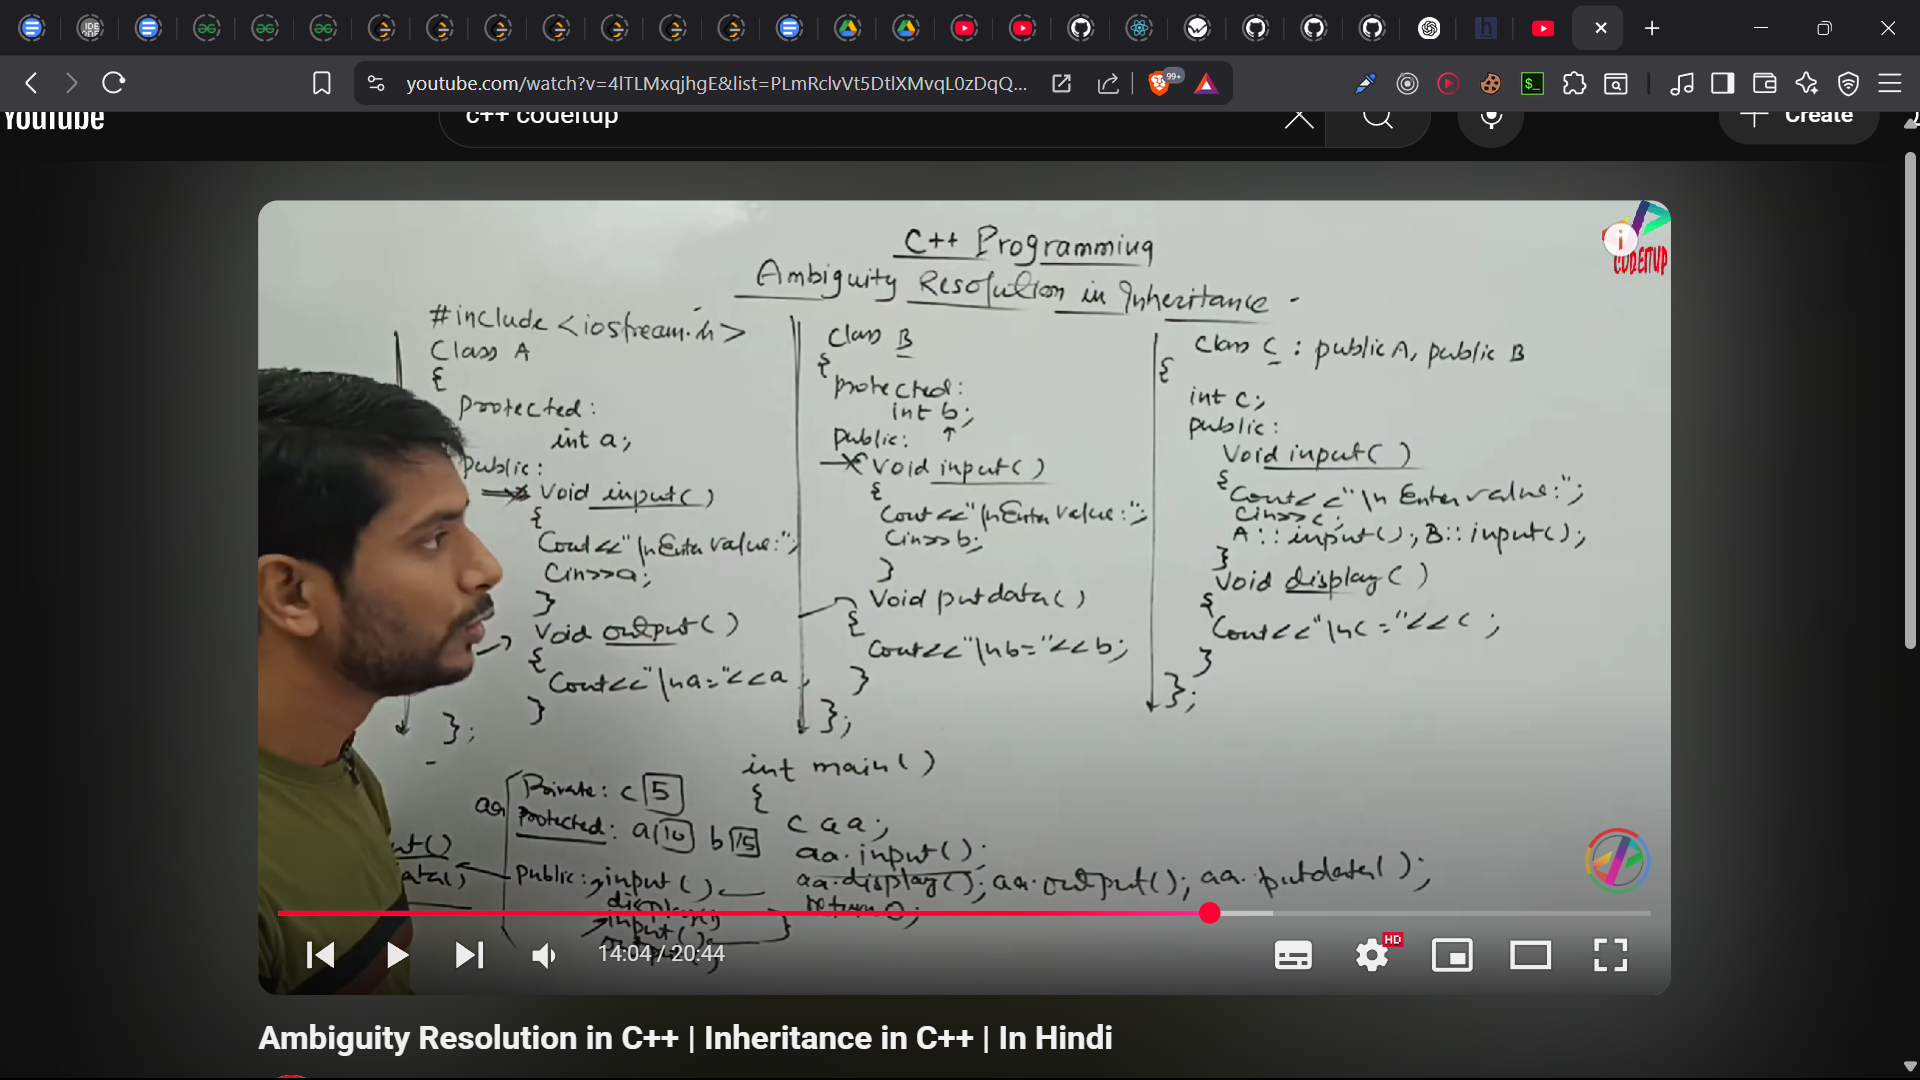 youtube.com/watch?v=4lTLMxqjhgE&list=PLmRclvVt5DtlXMvqL0zDqQ...
99+
YouTube
c++ codeitup
Create
C++ Programming
Ambiguity Resolution in Inheritance
CODEITUP
#include <iostream.h>
Class A
{
protected:
int a;
public:
Void input()
{
Cout<<"\nEnter value:";
Cin>>a;
}
Void output()
{
Cout<<"\na="<<a;
}
};
Class B
{
protected:
int b;
public:
Void input()
{
Cout<<"\nEnter value:";
Cin>>b;
}
Void putdata()
{
Cout<<"\nb="<<b;
}
};
Class C : public A, public B
{
int c;
public:
Void input()
{
Cout<<"\n Enter value:";
Cin>>c;
A::input(); B::input();
}
Void display()
{
Cout<<"\nc="<<c;
}
};
aa
Private: c 5
Protected: a 10 b 15
Public: input()
display()
input()
int main()
{
C aa;
aa.input();
aa.display(); aa.output(); aa.putdata();
return 0;
14:04 / 20:44
HD
Ambiguity Resolution in C++ | Inheritance in C++ | In Hindi